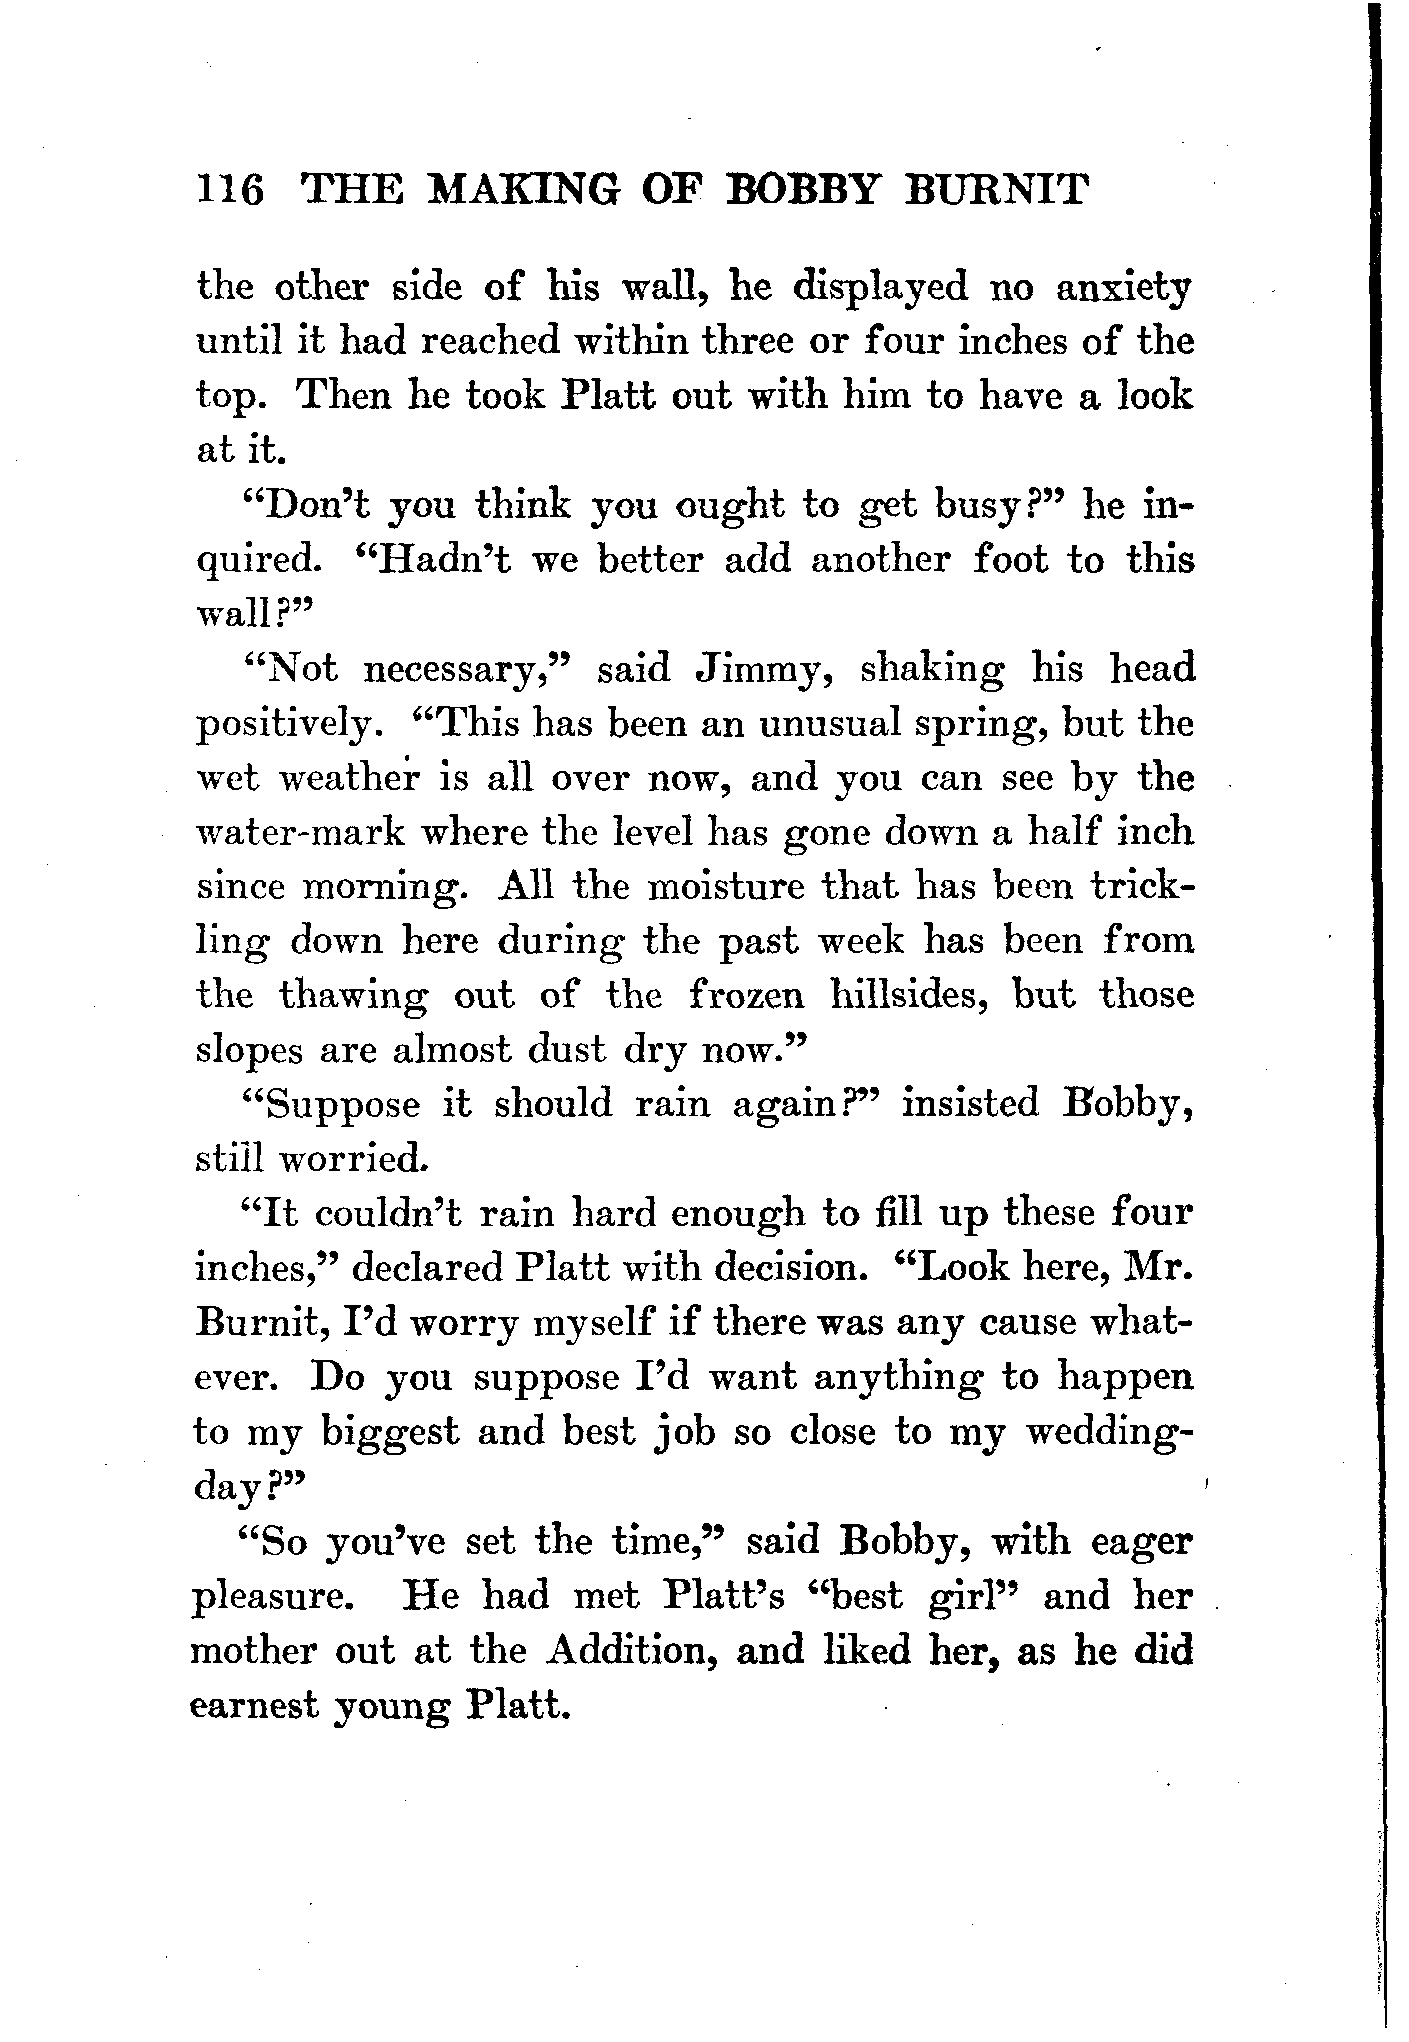 116 THE MAKING OF BOBBY BURNIT
the other side of his wall, he displayed no anxiety
until it had reached within three or four inches of the
top. Then he took Platt out with him to have a look
at it.
"Don't you think you ought to get busy?" he in-
quired. "Hadn't we better add another foot to this
wall?"
"Not necessary," said Jimmy, shaking his head
positively. "This has been an unusual spring, but the
wet weather is all over now, and you can see by the
water-mark where the level has gone down a half inch
since morning. All the moisture that has been trick-
ling down here during the past week has been from
the thawing out of the frozen hillsides, but those
slopes are almost dust dry now."
"Suppose it should rain again?" insisted Bobby,
still worried.
"It couldn't rain hard enough to fill up these four
inches," declared Platt with decision. "Look here, Mr.
Burnit, I'd worry myself if there was any cause what-
ever. Do you suppose I'd want anything to happen
to my biggest and best job so close to my wedding-
day?"
"So you've set the time," said Bobby, with eager
pleasure. He had met Platt's "best girl" and her
mother out at the Addition, and liked her, as he did
earnest young Platt.